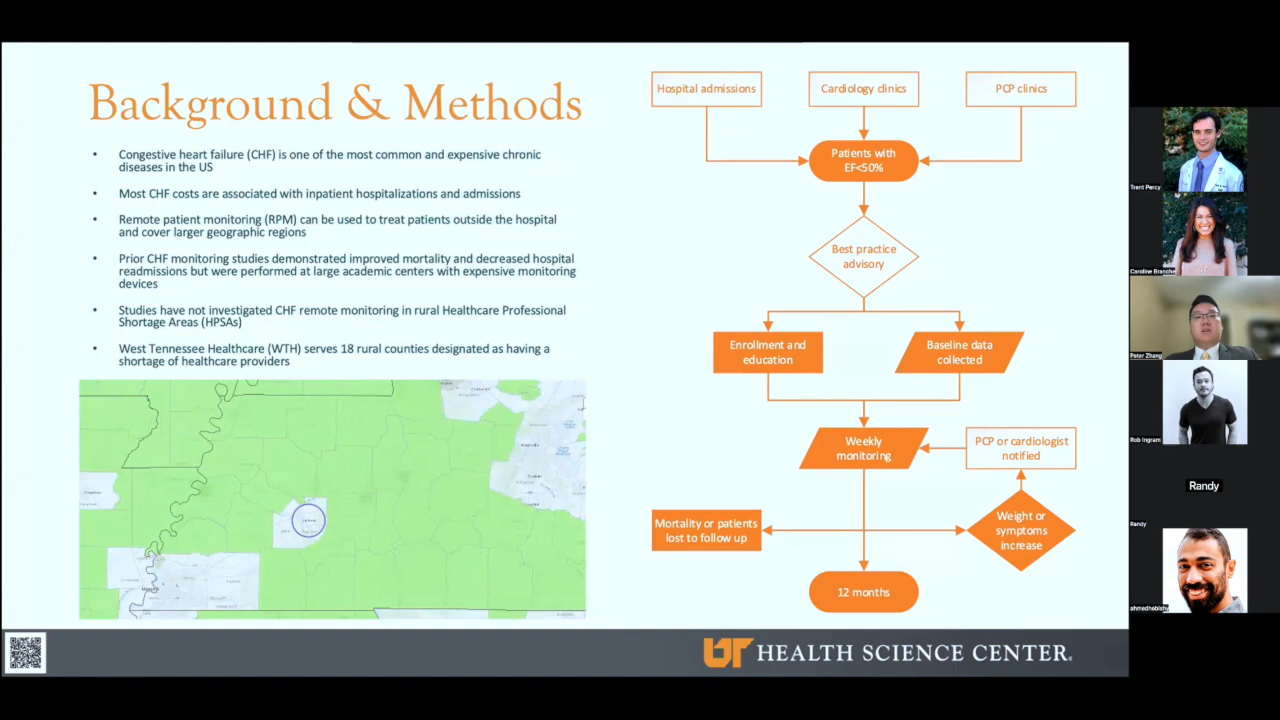 Background & Methods
• Congestive heart failure (CHF) is one of the most common and expensive chronic
diseases in the US
• Most CHF costs are associated with inpatient hospitalizations and admissions
• Remote patient monitoring (RPM) can be used to treat patients outside the hospital
and cover larger geographic regions
• Prior CHF monitoring studies demonstrated improved mortality and decreased hospital
readmissions but were performed at large academic centers with expensive monitoring
devices
• Studies have not investigated CHF remote monitoring in rural Healthcare Professional
Shortage Areas (HPSAs)
• West Tennessee Healthcare (WTH) serves 18 rural counties designated as having a
shortage of healthcare providers
Hospital admissions
Cardiology clinics
PCP clinics
Patients with
EF<50%
Best practice
advisory
Enrollment and
education
Baseline data
collected
Weekly
monitoring
PCP or cardiologist
notified
Mortality or patients
lost to follow up
Weight or
symptoms
increase
12 months
UT HEALTH SCIENCE CENTER.
Trent Percy
Caroline Branche
Peter Zhang
Rob Ingram
Randy
Randy
ahmedhebishy